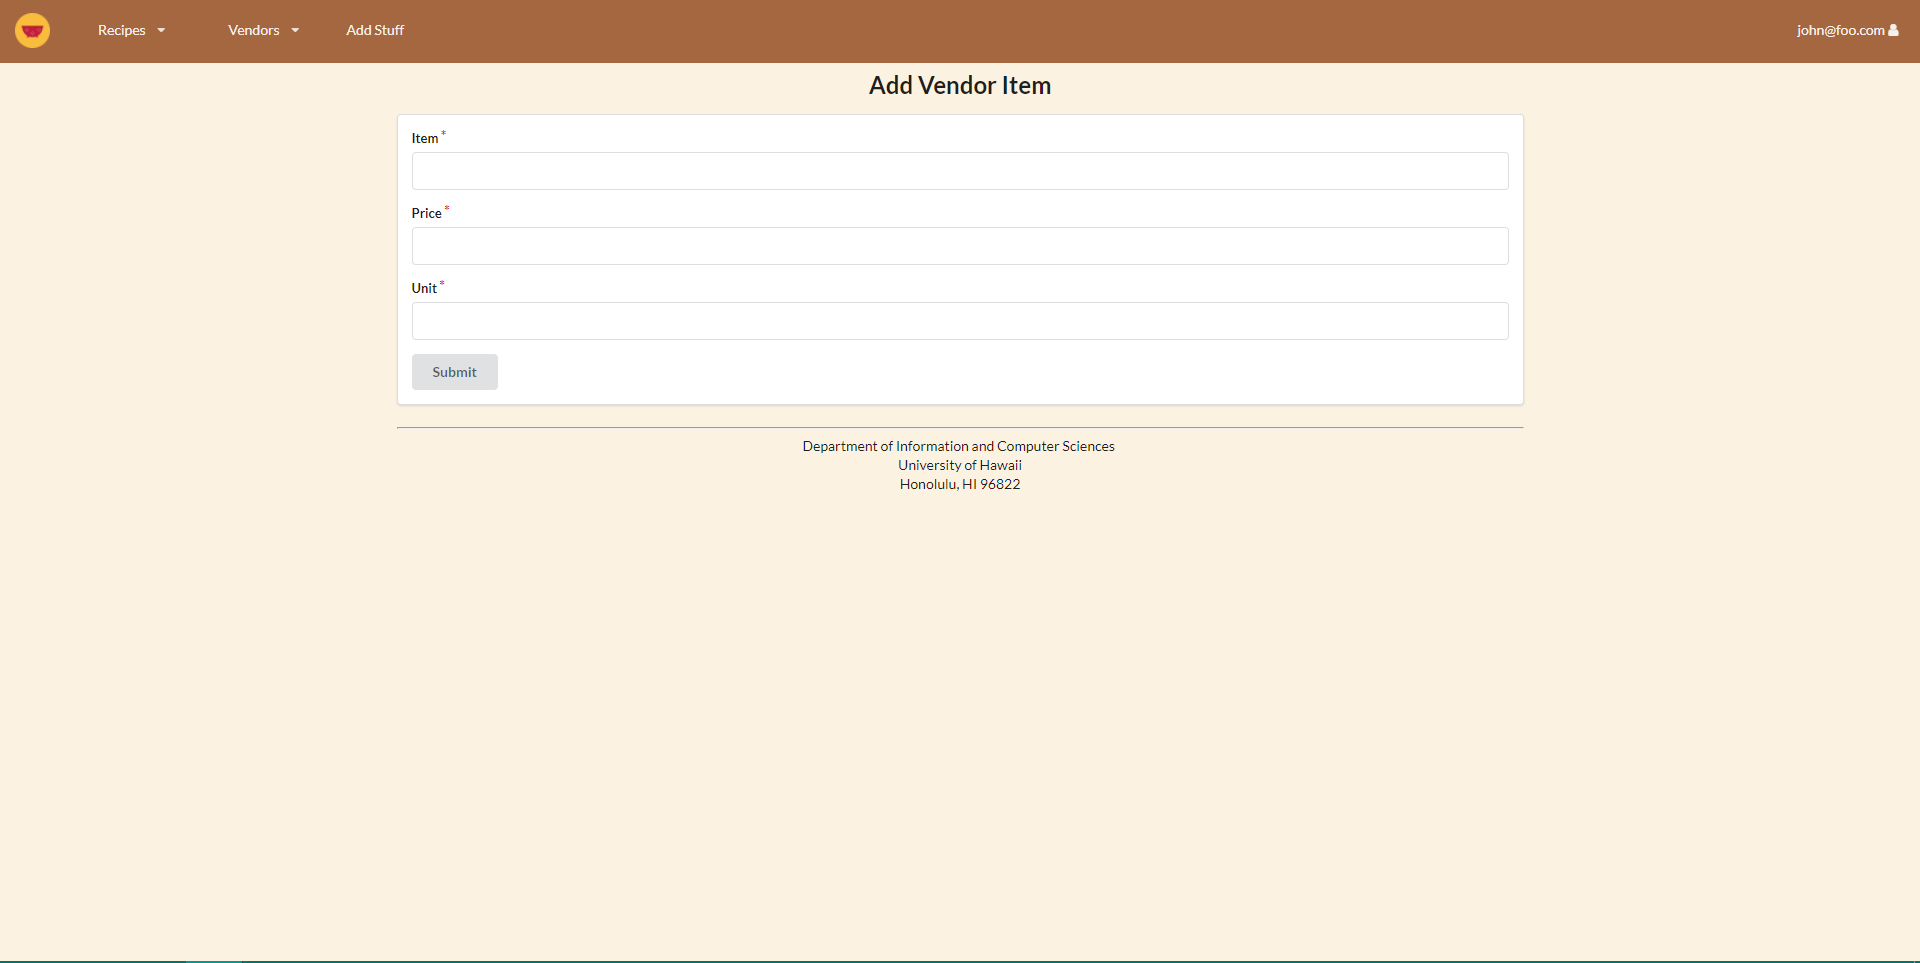 Recipes Vendors Add Stuff john@foo.com
Add Vendor Item
Item *
Price *
Unit *
Submit
Department of Information and Computer Sciences
University of Hawaii
Honolulu, HI 96822